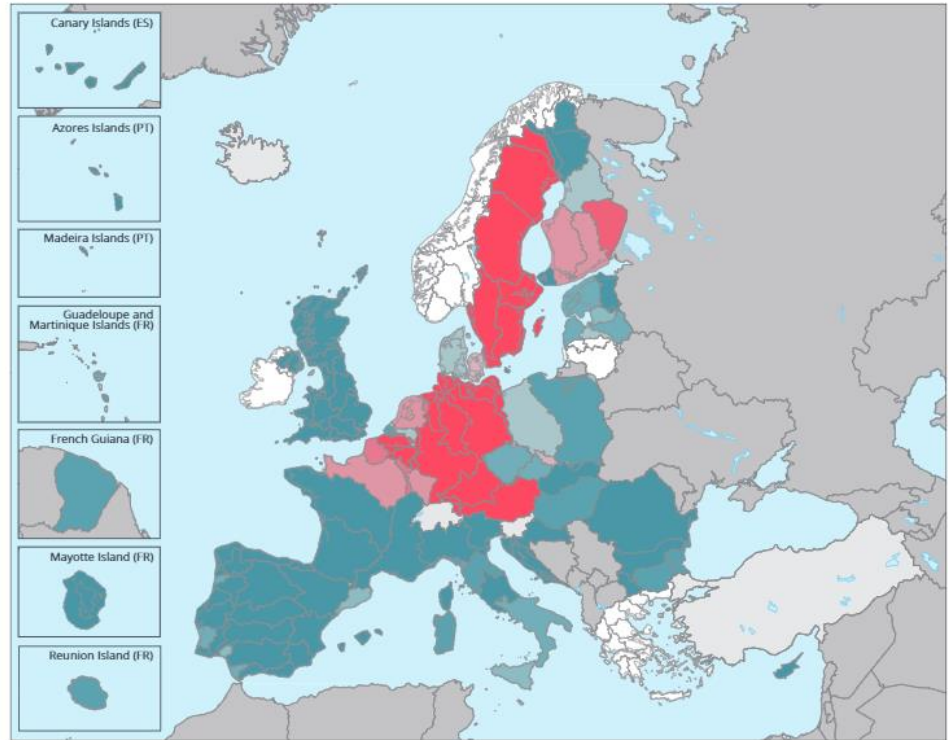 Canary Islands (ES)
Azores Islands (PT)
Madeira Islands (PT)
Guadeloupe and
Martinique Islands (FR)
French Guiana (FR)
Mayotte Island (FR)
Reunion Island (FR)